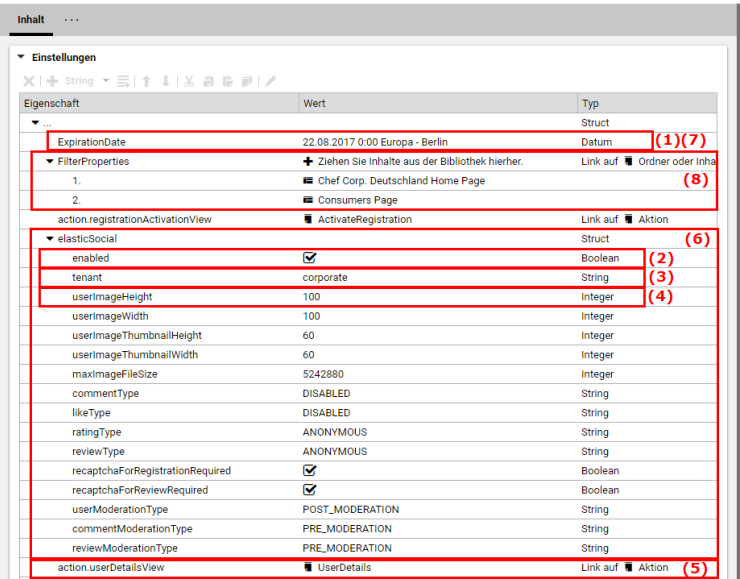 Inhalt ...
Einstellungen
String
Eigenschaft Wert Typ
... Struct
ExpirationDate 22.08.2017 0:00 Europa - Berlin Datum (1)(7)
FilterProperties Ziehen Sie Inhalte aus der Bibliothek hierher. Link auf Ordner oder Inha
1. Chef Corp. Deutschland Home Page (8)
2. Consumers Page
action.registrationActivationView ActivateRegistration Link auf Aktion
elasticSocial Struct (6)
enabled Boolean (2)
tenant corporate String (3)
userImageHeight 100 Integer (4)
userImageWidth 100 Integer
userImageThumbnailHeight 60 Integer
userImageThumbnailWidth 60 Integer
maxImageFileSize 5242880 Integer
commentType DISABLED String
likeType DISABLED String
ratingType ANONYMOUS String
reviewType ANONYMOUS String
recaptchaForRegistrationRequired Boolean
recaptchaForReviewRequired Boolean
userModerationType POST_MODERATION String
commentModerationType PRE_MODERATION String
reviewModerationType PRE_MODERATION String
action.userDetailsView UserDetails Link auf Aktion (5)